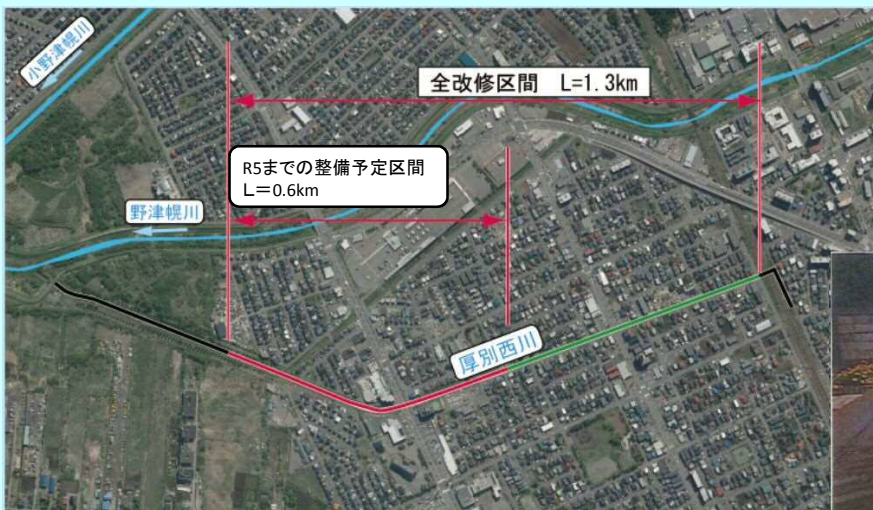 小野津幌川
全改修区間 L=1.3km
R5までの整備予定区間
L=0.6km
野津幌川
厚別西川